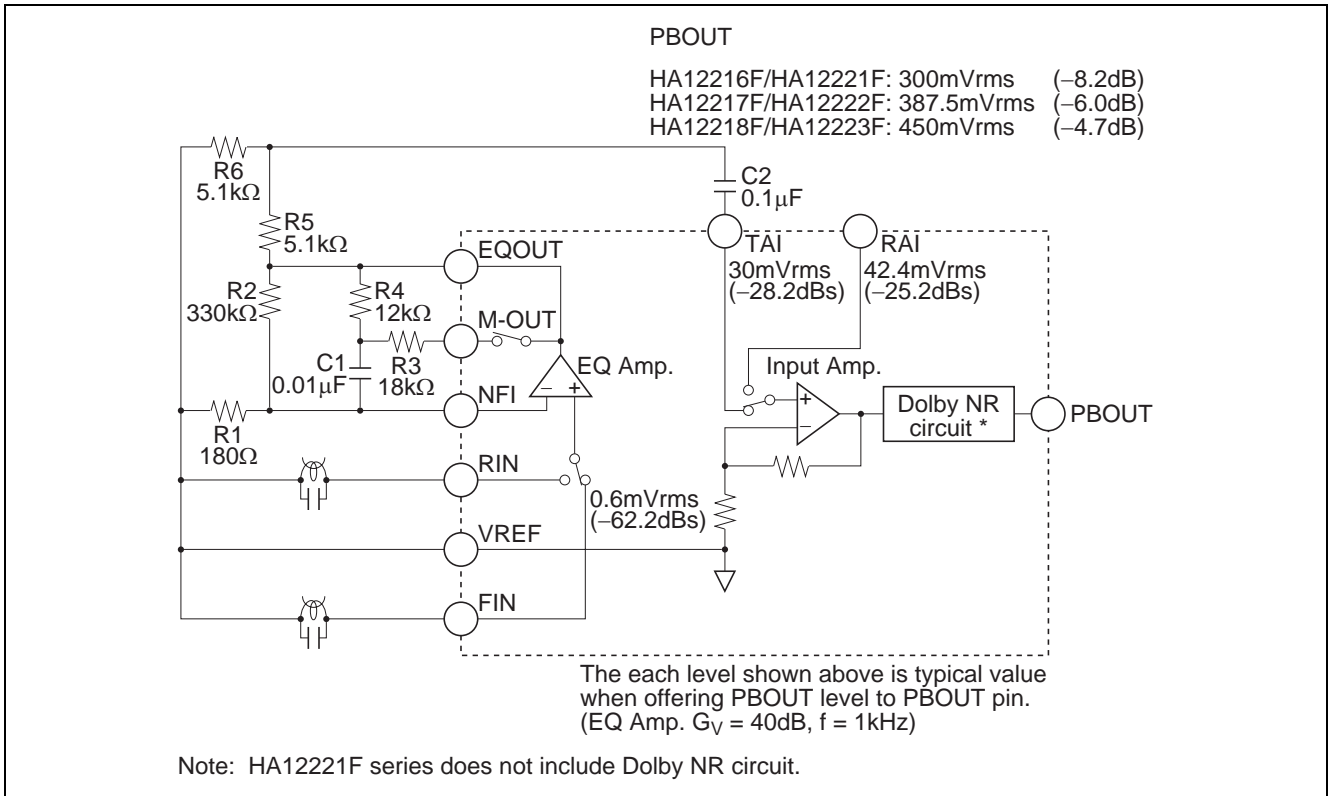 PBOUT
HA12216F/HA12221F: 300mVrms (−8.2dB)
HA12217F/HA12222F: 387.5mVrms (−6.0dB)
HA12218F/HA12223F: 450mVrms (−4.7dB)
R6
5.1kΩ
C2
0.1μF
R5
5.1kΩ
TAI
30mVrms
(−28.2dBs)
RAI
42.4mVrms
(−25.2dBs)
EQOUT
R2
330kΩ
R4
12kΩ
M-OUT
R3
18kΩ
C1
0.01μF
EQ Amp.
− +
NFI
R1
180Ω
Input Amp.
+
−
Dolby NR
circuit *
PBOUT
RIN
0.6mVrms
(−62.2dBs)
VREF
FIN
The each level shown above is typical value
when offering PBOUT level to PBOUT pin.
(EQ Amp. GV = 40dB, f = 1kHz)
Note: HA12221F series does not include Dolby NR circuit.